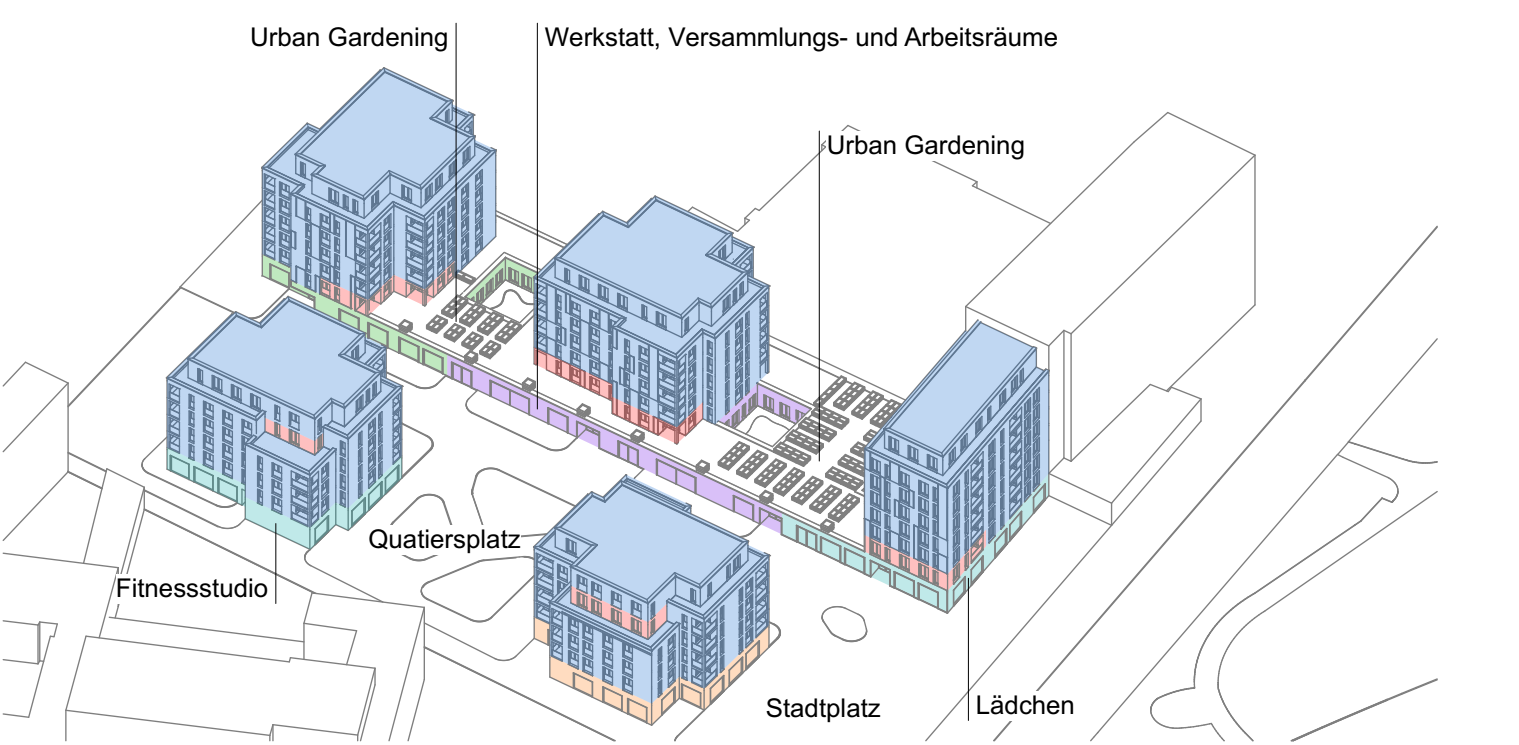 Urban Gardening
Werkstatt, Versammlungs- und Arbeitsräume
Urban Gardening
Quatiersplatz
Fitnessstudio
Stadtplatz
Lädchen